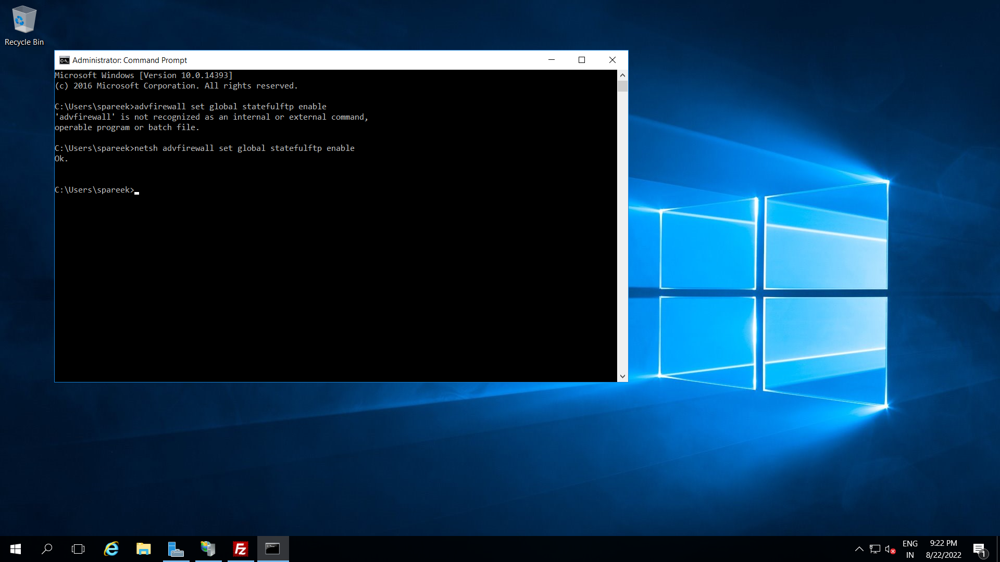 Recycle Bin
Administrator: Command Prompt
Microsoft Windows [Version 10.0.14393]
(c) 2016 Microsoft Corporation. All rights reserved.
C:\Users\spareek>advfirewall set global statefulftp enable
'advfirewall' is not recognized as an internal or external command,
operable program or batch file.
C:\Users\spareek>netsh advfirewall set global statefulftp enable
Ok.
C:\Users\spareek>
ENG
IN
9:22 PM
8/22/2022
1